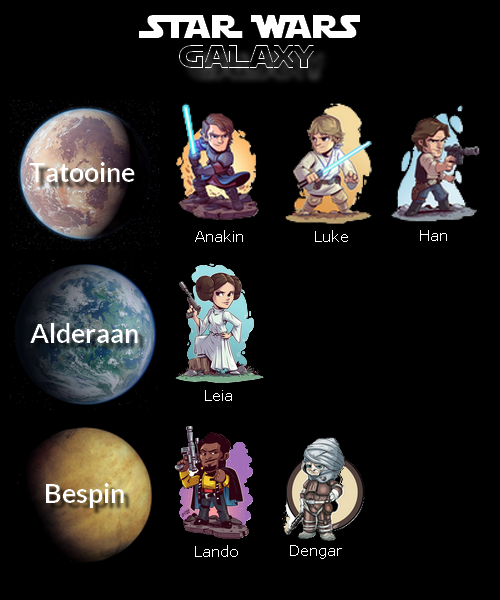 STAR WARS
GALAXY
Tatooine
Anakin Luke Han
Alderaan
Leia
Bespin
Lando Dengar